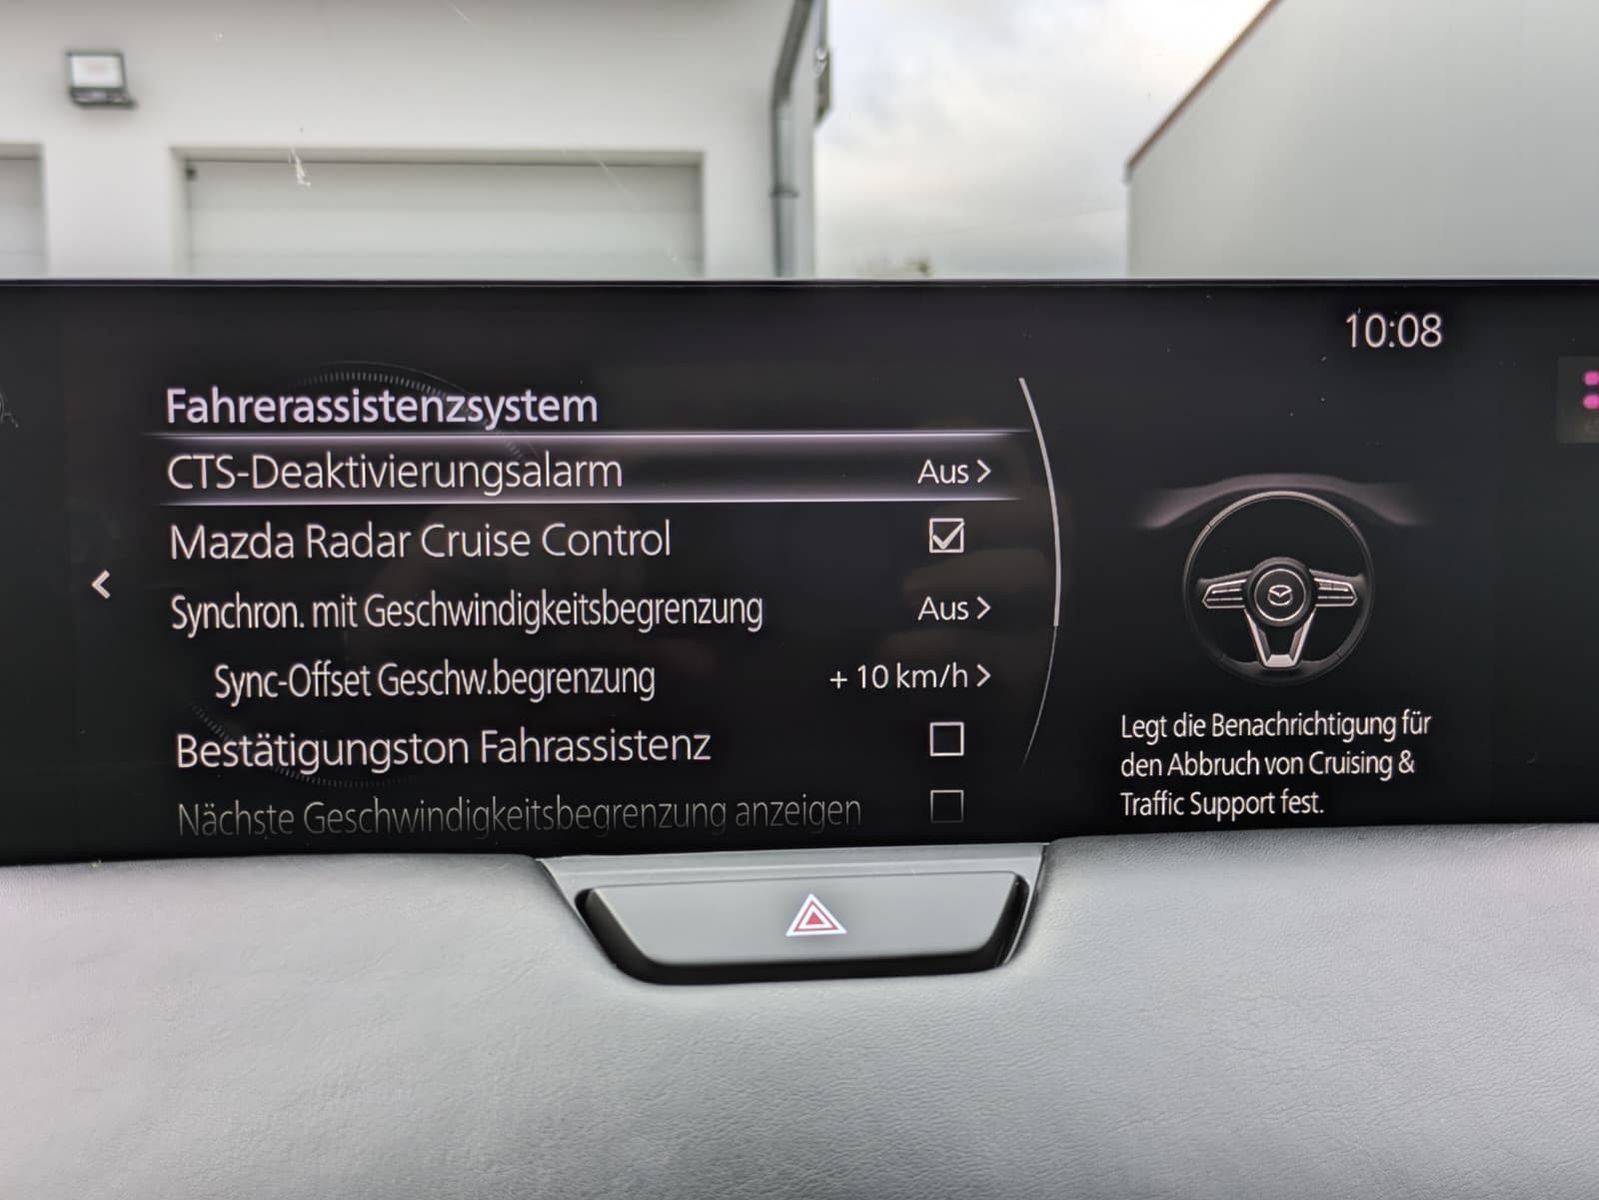 10:08
Fahrerassistenzsystem
CTS-Deaktivierungsalarm Aus >
Mazda Radar Cruise Control
Synchron. mit Geschwindigkeitsbegrenzung Aus >
Sync-Offset Geschw.begrenzung + 10 km/h >
Bestätigungston Fahrassistenz
Nächste Geschwindigkeitsbegrenzung anzeigen
Legt die Benachrichtigung für
den Abbruch von Cruising &
Traffic Support fest.